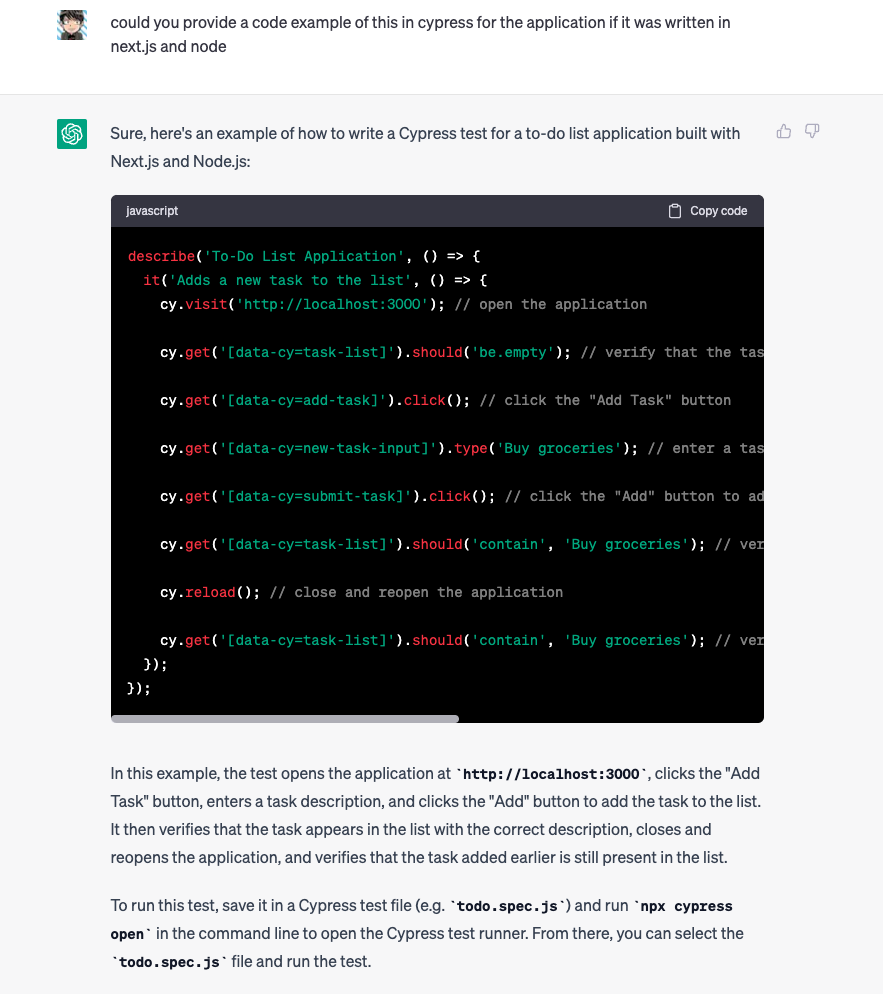 could you provide a code example of this in cypress for the application if it was written in
next.js and node
Sure, here's an example of how to write a Cypress test for a to-do list application built with
Next.js and Node.js:
javascript Copy code
describe('To-Do List Application', () => {
  it('Adds a new task to the list', () => {
    cy.visit('http://localhost:3000'); // open the application
    cy.get('[data-cy=task-list]').should('be.empty'); // verify that the tas
    cy.get('[data-cy=add-task]').click(); // click the "Add Task" button
    cy.get('[data-cy=new-task-input]').type('Buy groceries'); // enter a tas
    cy.get('[data-cy=submit-task]').click(); // click the "Add" button to ad
    cy.get('[data-cy=task-list]').should('contain', 'Buy groceries'); // ver
    cy.reload(); // close and reopen the application
    cy.get('[data-cy=task-list]').should('contain', 'Buy groceries'); // ver
  });
});
In this example, the test opens the application at `http://localhost:3000`, clicks the "Add
Task" button, enters a task description, and clicks the "Add" button to add the task to the list.
It then verifies that the task appears in the list with the correct description, closes and
reopens the application, and verifies that the task added earlier is still present in the list.
To run this test, save it in a Cypress test file (e.g. `todo.spec.js`) and run `npx cypress
open` in the command line to open the Cypress test runner. From there, you can select the
`todo.spec.js` file and run the test.